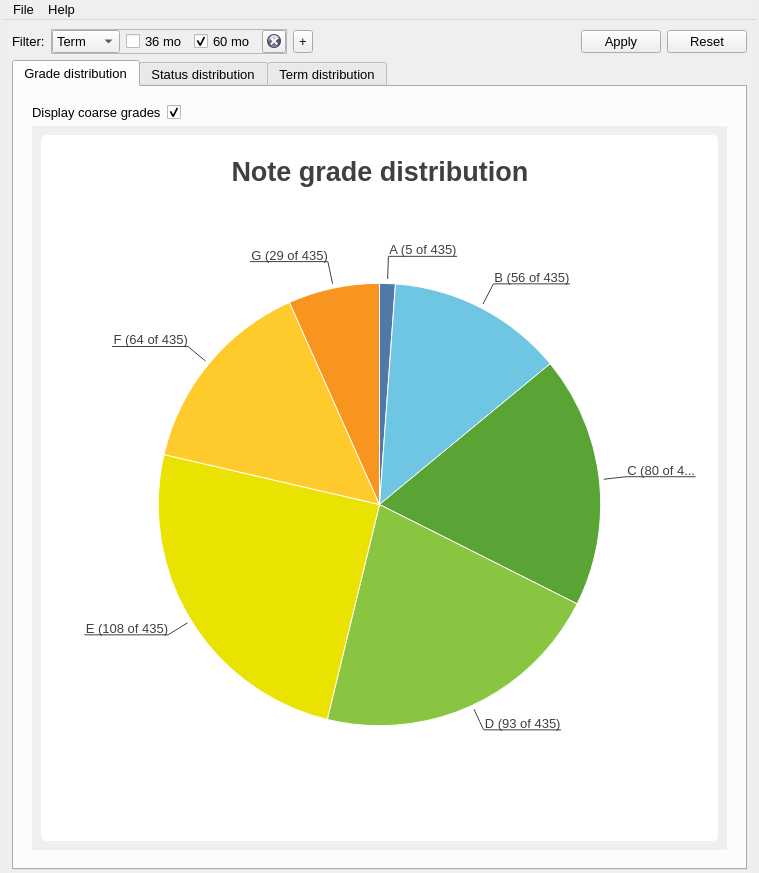 File Help
Filter: Term 36 mo 60 mo + Apply Reset
Grade distribution Status distribution Term distribution
Display coarse grades
Note grade distribution
A (5 of 435)
G (29 of 435)
B (56 of 435)
F (64 of 435)
C (80 of 4...
E (108 of 435)
D (93 of 435)